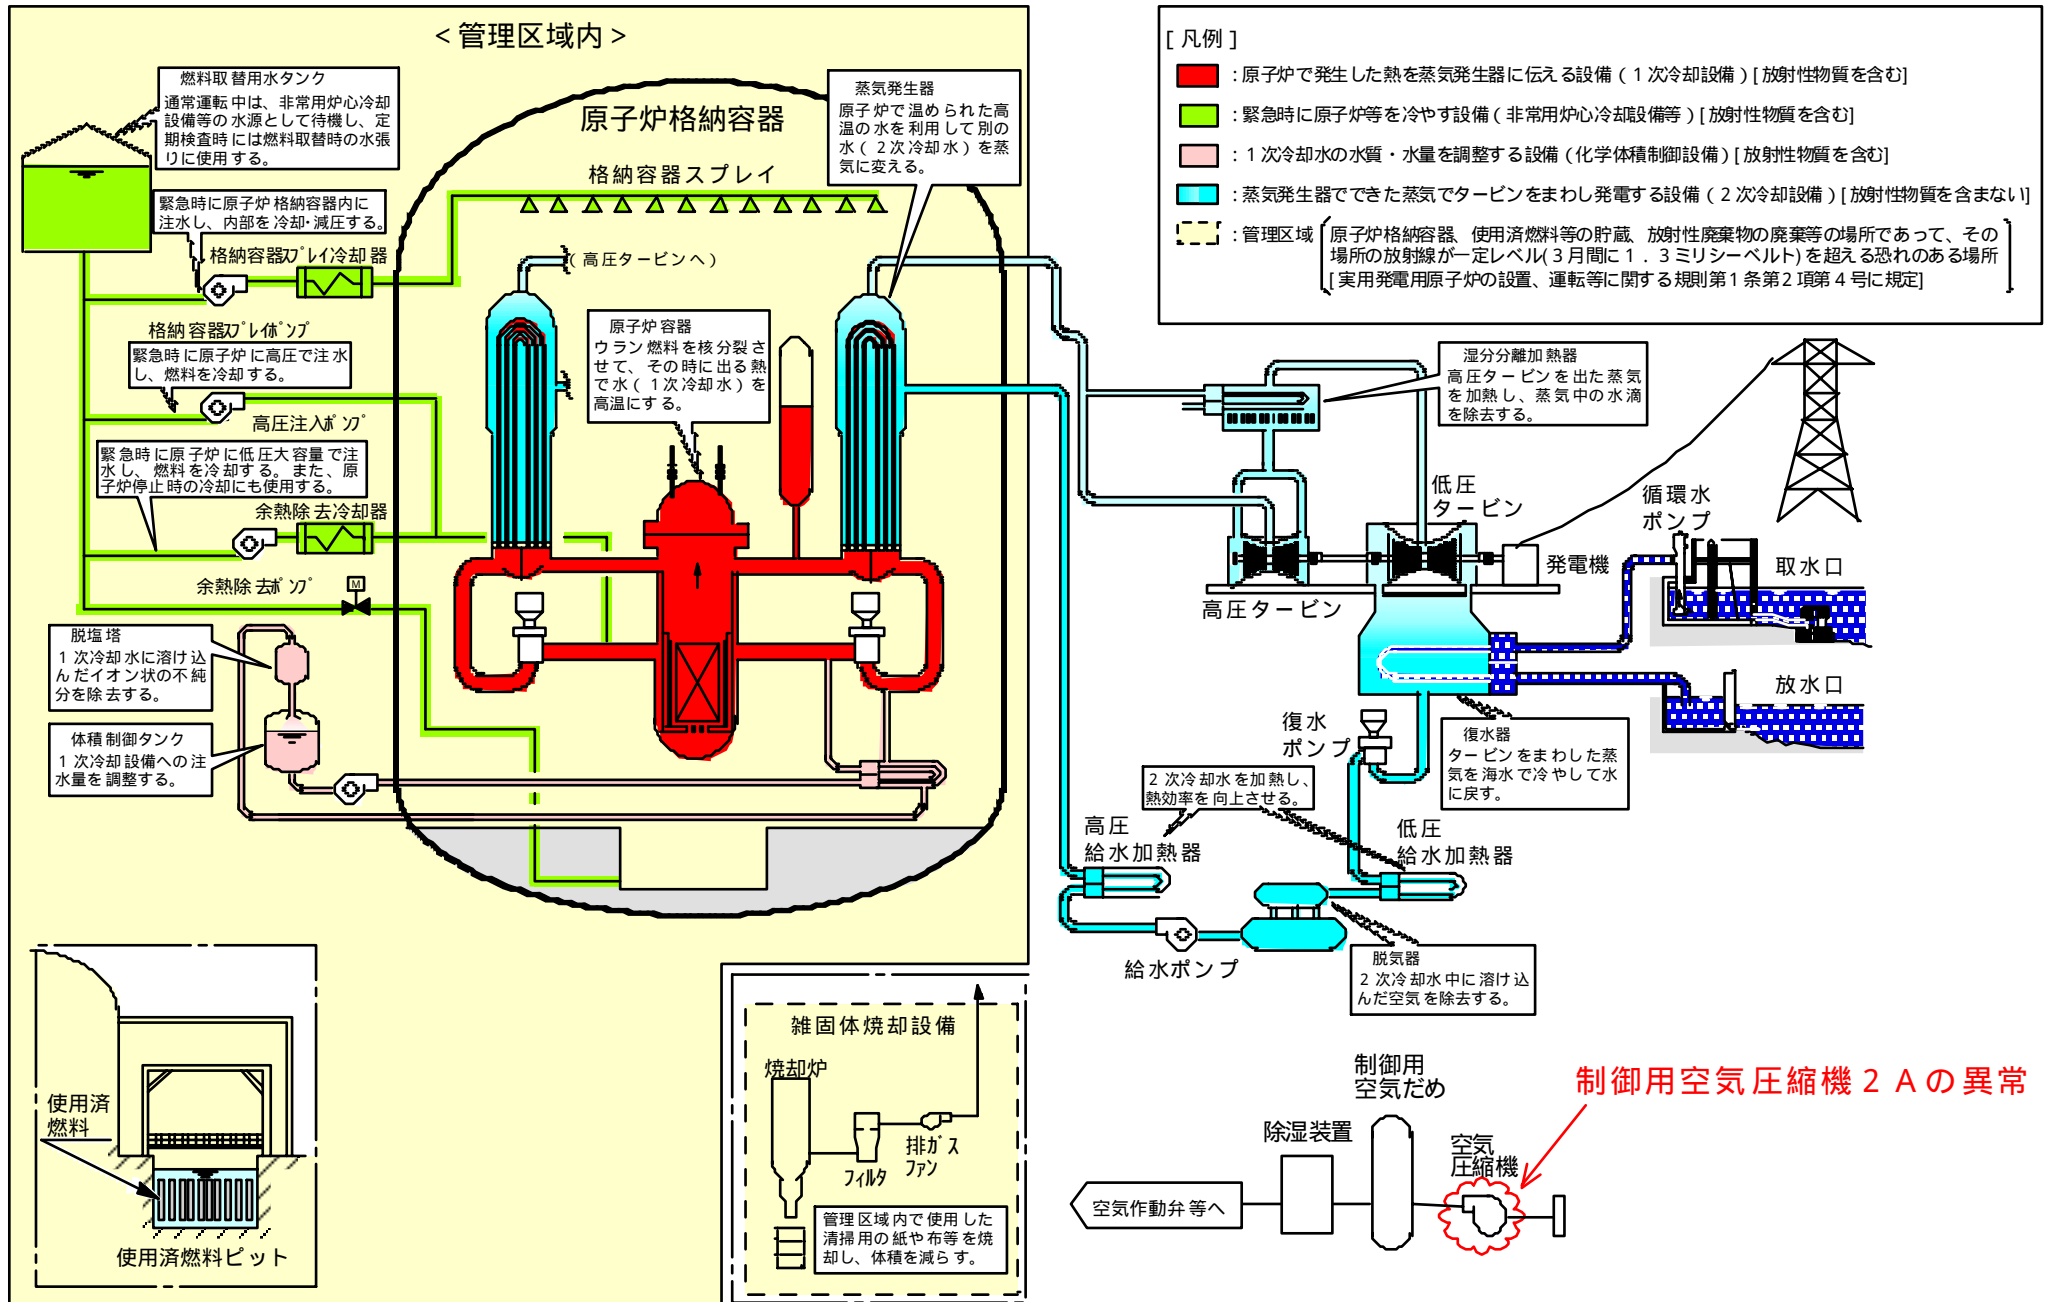 <管理区域内>
燃料取替用水タンク
通常運転中は、非常用炉心冷却
設備等の水源として待機し、定
期検査時には燃料取替時の水張
りに使用する。
緊急時に原子炉格納容器内に
注水し、内部を冷却・減圧する。
格納容器ｽﾌﾟﾚｲ冷却器
格納容器ｽﾌﾟﾚｲﾎﾟﾝﾌﾟ
緊急時に原子炉に高圧で注水
し、燃料を冷却する。
高圧注入ﾎﾟﾝﾌﾟ
緊急時に原子炉に低圧大容量で注
水し、燃料を冷却する。また、原
子炉停止時の冷却にも使用する。
余熱除去冷却器
余熱除去ﾎﾟﾝﾌﾟ
M
脱塩塔
１次冷却水に溶け込
んだイオン状の不純
分を除去する。
体積制御タンク
１次冷却設備への注
水量を調整する。
原子炉格納容器
格納容器スプレイ
(高圧タービンへ)
蒸気発生器
原子炉で温められた高
温の水を利用して別の
水(２次冷却水)を蒸
気に変える。
原子炉容器
ウラン燃料を核分裂さ
せて、その時に出る熱
で水(１次冷却水)を
高温にする。
[凡例]
:原子炉で発生した熱を蒸気発生器に伝える設備(１次冷却設備)[放射性物質を含む]
:緊急時に原子炉等を冷やす設備(非常用炉心冷却設備等)[放射性物質を含む]
:１次冷却水の水質・水量を調整する設備(化学体積制御設備)[放射性物質を含む]
:蒸気発生器でできた蒸気でタービンをまわし発電する設備(２次冷却設備)[放射性物質を含まない]
:管理区域
原子炉格納容器、使用済燃料等の貯蔵、放射性廃棄物の廃棄等の場所であって、その
場所の放射線が一定レベル(３月間に１．３ミリシーベルト)を超える恐れのある場所
[実用発電用原子炉の設置、運転等に関する規則第１条第２項第４号に規定]
湿分分離加熱器
高圧タービンを出た蒸気
を加熱し、蒸気中の水滴
を除去する。
低圧
タービン
高圧タービン
発電機
循環水
ポンプ
取水口
放水口
復水
ポンプ
復水器
タービンをまわした蒸
気を海水で冷やして水
に戻す。
２次冷却水を加熱し、
熱効率を向上させる。
高圧
給水加熱器
低圧
給水加熱器
給水ポンプ
脱気器
２次冷却水中に溶け込
んだ空気を除去する。
使用済
燃料
使用済燃料ピット
雑固体焼却設備
焼却炉
フィルタ
排ガス
ファン
管理区域内で使用した
清掃用の紙や布等を焼
却し、体積を減らす。
制御用空気圧縮機２Ａの異常
制御用
空気だめ
除湿装置
空気
圧縮機
空気作動弁等へ